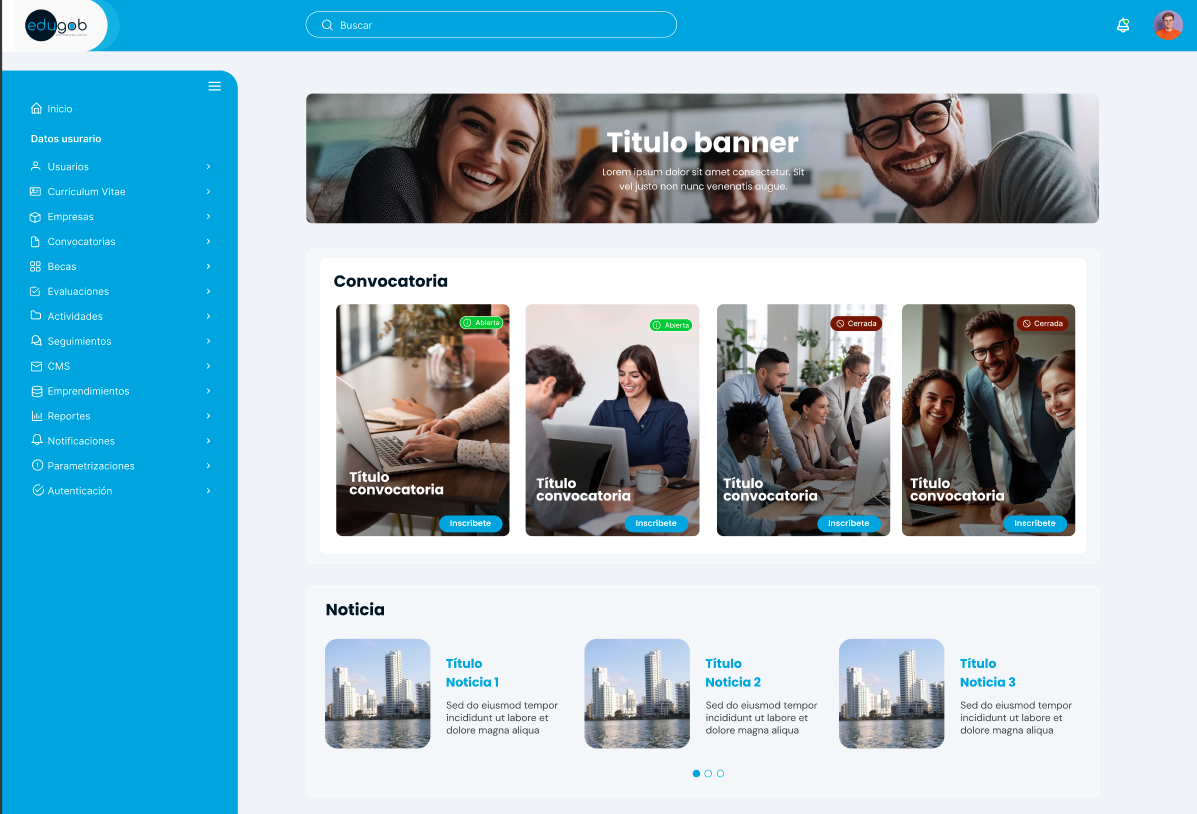 edugob
Buscar
Inicio
Datos usurario
Usuarios
Curriculum Vitae
Empresas
Convocatorias
Becas
Evaluaciones
Actividades
Seguimientos
CMS
Emprendimientos
Reportes
Notificaciones
Parametrizaciones
Autenticación
Titulo banner
Lorem ipsum dolor sit amet consectetur. Sit
vel justo non nunc venenatis augue.
Convocatoria
Abierta
Título
convocatoria
Inscribete
Abierta
Título
convocatoria
Inscribete
Cerrada
Título
convocatoria
Inscribete
Cerrada
Título
convocatoria
Inscribete
Noticia
Título
Noticia 1
Sed do eiusmod tempor
incididunt ut labore et
dolore magna aliqua
Título
Noticia 2
Sed do eiusmod tempor
incididunt ut labore et
dolore magna aliqua
Título
Noticia 3
Sed do eiusmod tempor
incididunt ut labore et
dolore magna aliqua